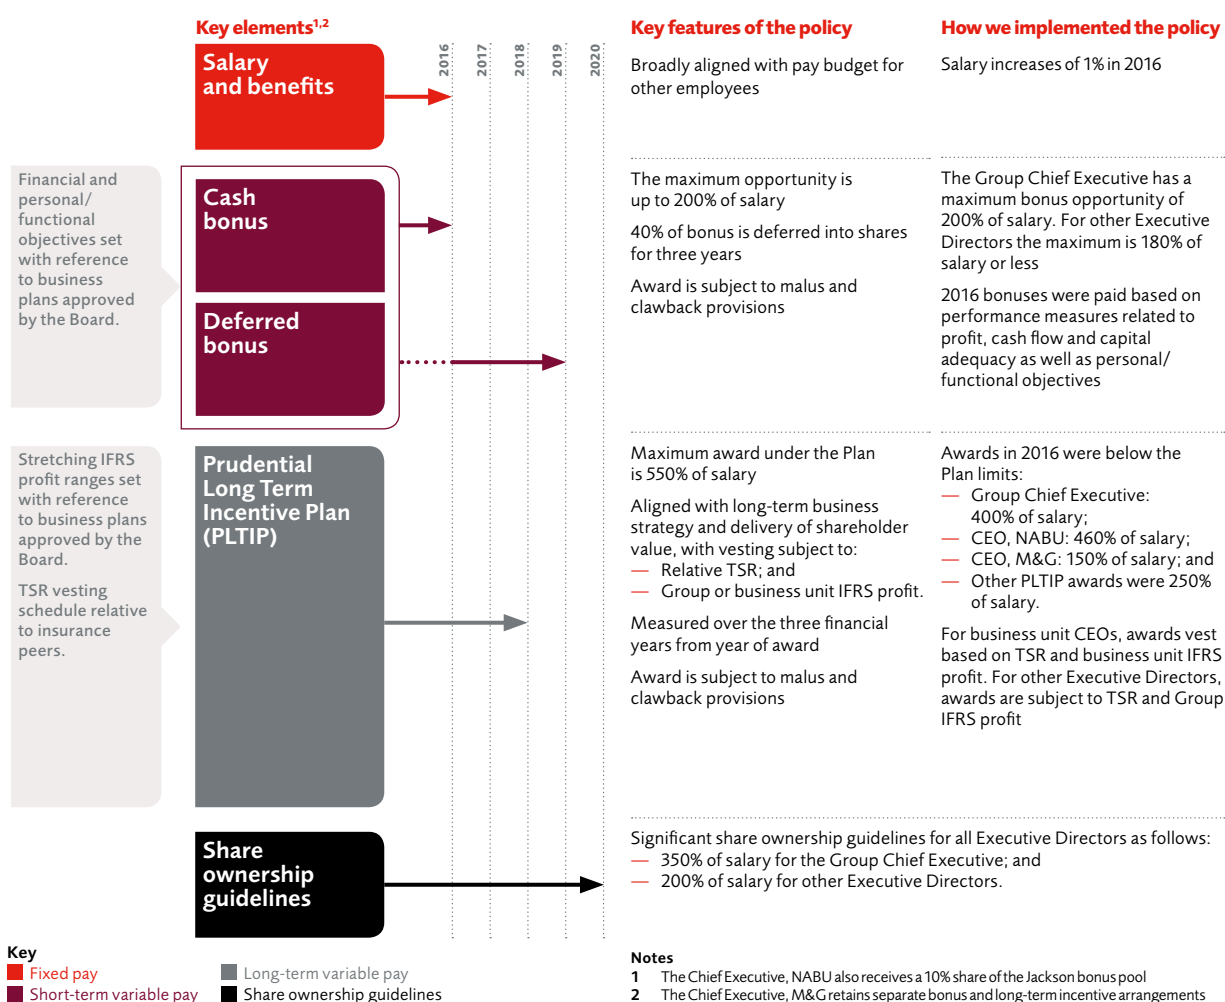 Key elements1,2
Key features of the policy
How we implemented the policy
Salary
and benefits
2016
2017
2018
2019
2020
Broadly aligned with pay budget for
other employees
Salary increases of 1% in 2016
Financial and
personal/
functional
objectives set
with reference
to business
plans approved
by the Board.
Cash
bonus
Deferred
bonus
The maximum opportunity is
up to 200% of salary
40% of bonus is deferred into shares
for three years
Award is subject to malus and
clawback provisions
The Group Chief Executive has a
maximum bonus opportunity of
200% of salary. For other Executive
Directors the maximum is 180% of
salary or less
2016 bonuses were paid based on
performance measures related to
profit, cash flow and capital
adequacy as well as personal/
functional objectives
Stretching IFRS
profit ranges set
with reference
to business plans
approved by the
Board.
TSR vesting
schedule relative
to insurance
peers.
Prudential
Long Term
Incentive Plan
(PLTIP)
Maximum award under the Plan
is 550% of salary
Aligned with long-term business
strategy and delivery of shareholder
value, with vesting subject to:
— Relative TSR; and
— Group or business unit IFRS profit.
Measured over the three financial
years from year of award
Award is subject to malus and
clawback provisions
Awards in 2016 were below the
Plan limits:
— Group Chief Executive:
400% of salary;
— CEO, NABU: 460% of salary;
— CEO, M&G: 150% of salary; and
— Other PLTIP awards were 250%
of salary.
For business unit CEOs, awards vest
based on TSR and business unit IFRS
profit. For other Executive Directors,
awards are subject to TSR and Group
IFRS profit
Share
ownership
guidelines
Significant share ownership guidelines for all Executive Directors as follows:
— 350% of salary for the Group Chief Executive; and
— 200% of salary for other Executive Directors.
Key
Fixed pay
Short-term variable pay
Long-term variable pay
Share ownership guidelines
Notes
1 The Chief Executive, NABU also receives a 10% share of the Jackson bonus pool
2 The Chief Executive, M&G retains separate bonus and long-term incentive arrangements